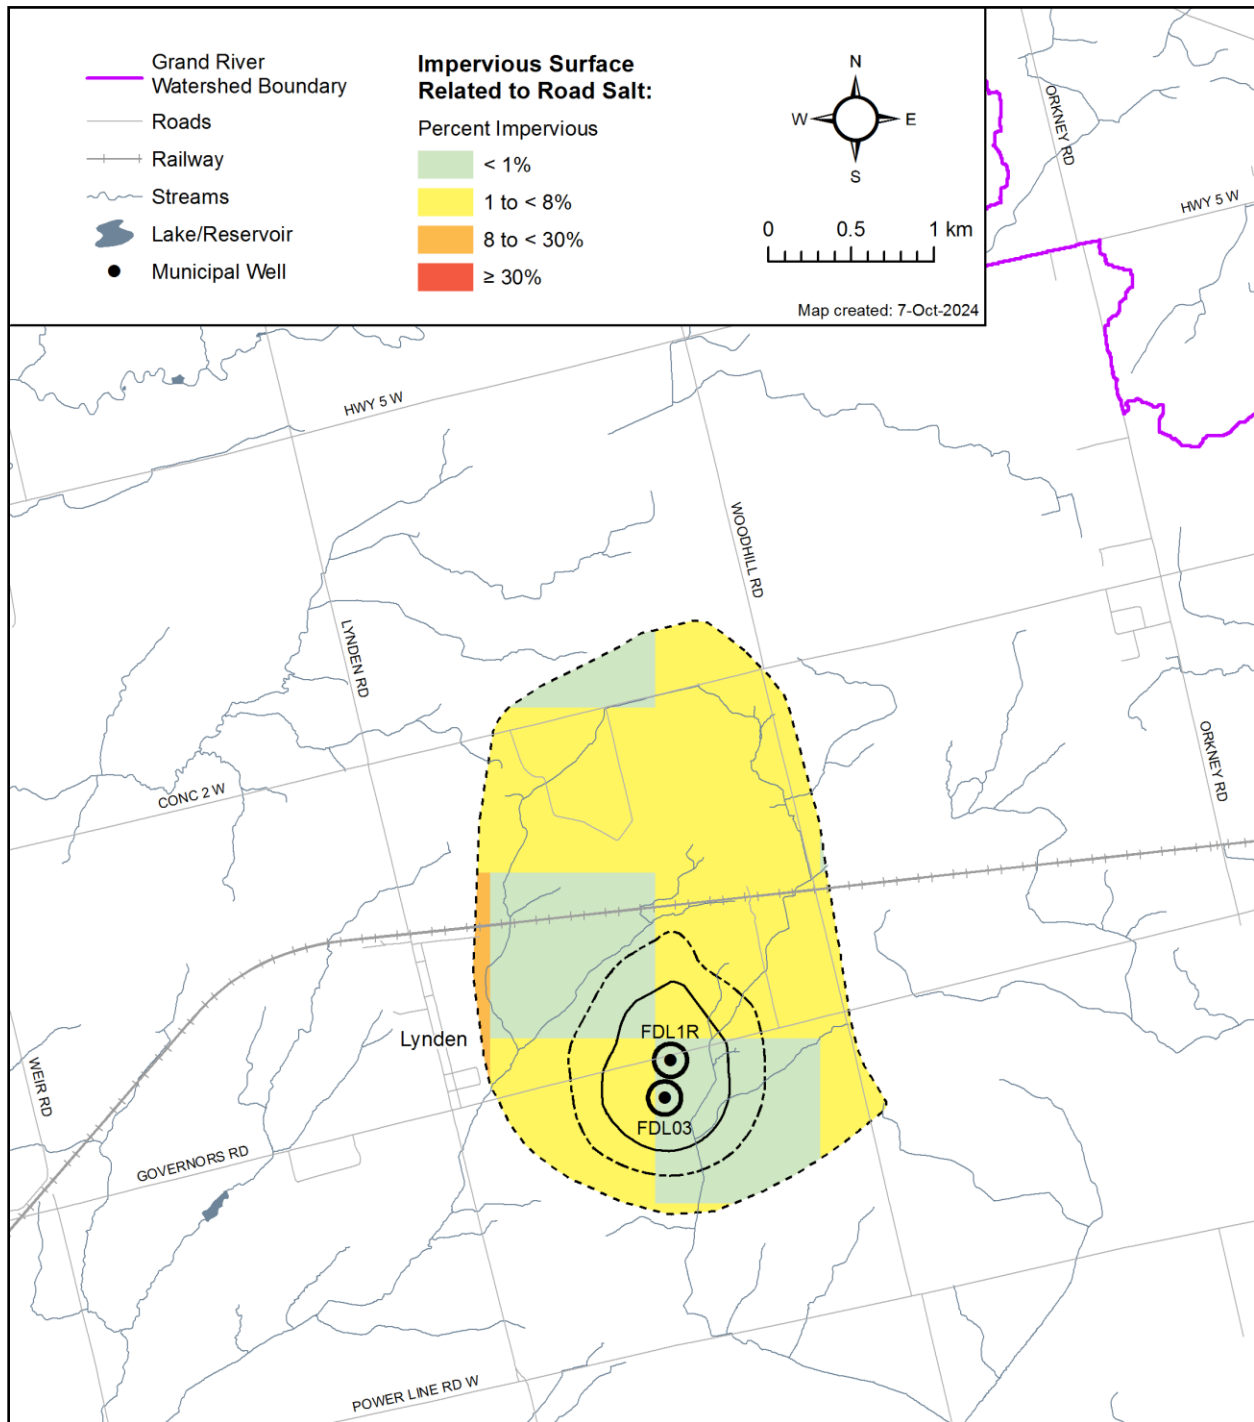 Grand River
Watershed Boundary
Roads
Railway
Streams
Lake/Reservoir
Municipal Well
Impervious Surface
Related to Road Salt:
Percent Impervious
< 1%
1 to < 8%
8 to < 30%
≥ 30%
N
W
E
S
0
0.5
1 km
Map created: 7-Oct-2024
ORKNEY RD
HWY 5 W
HWY 5 W
WOODHILL RD
LYNDEN RD
ORKNEY RD
CONC 2 W
FDL1R
Lynden
WEIR RD
FDL03
GOVERNORS RD
POWER LINE RD W